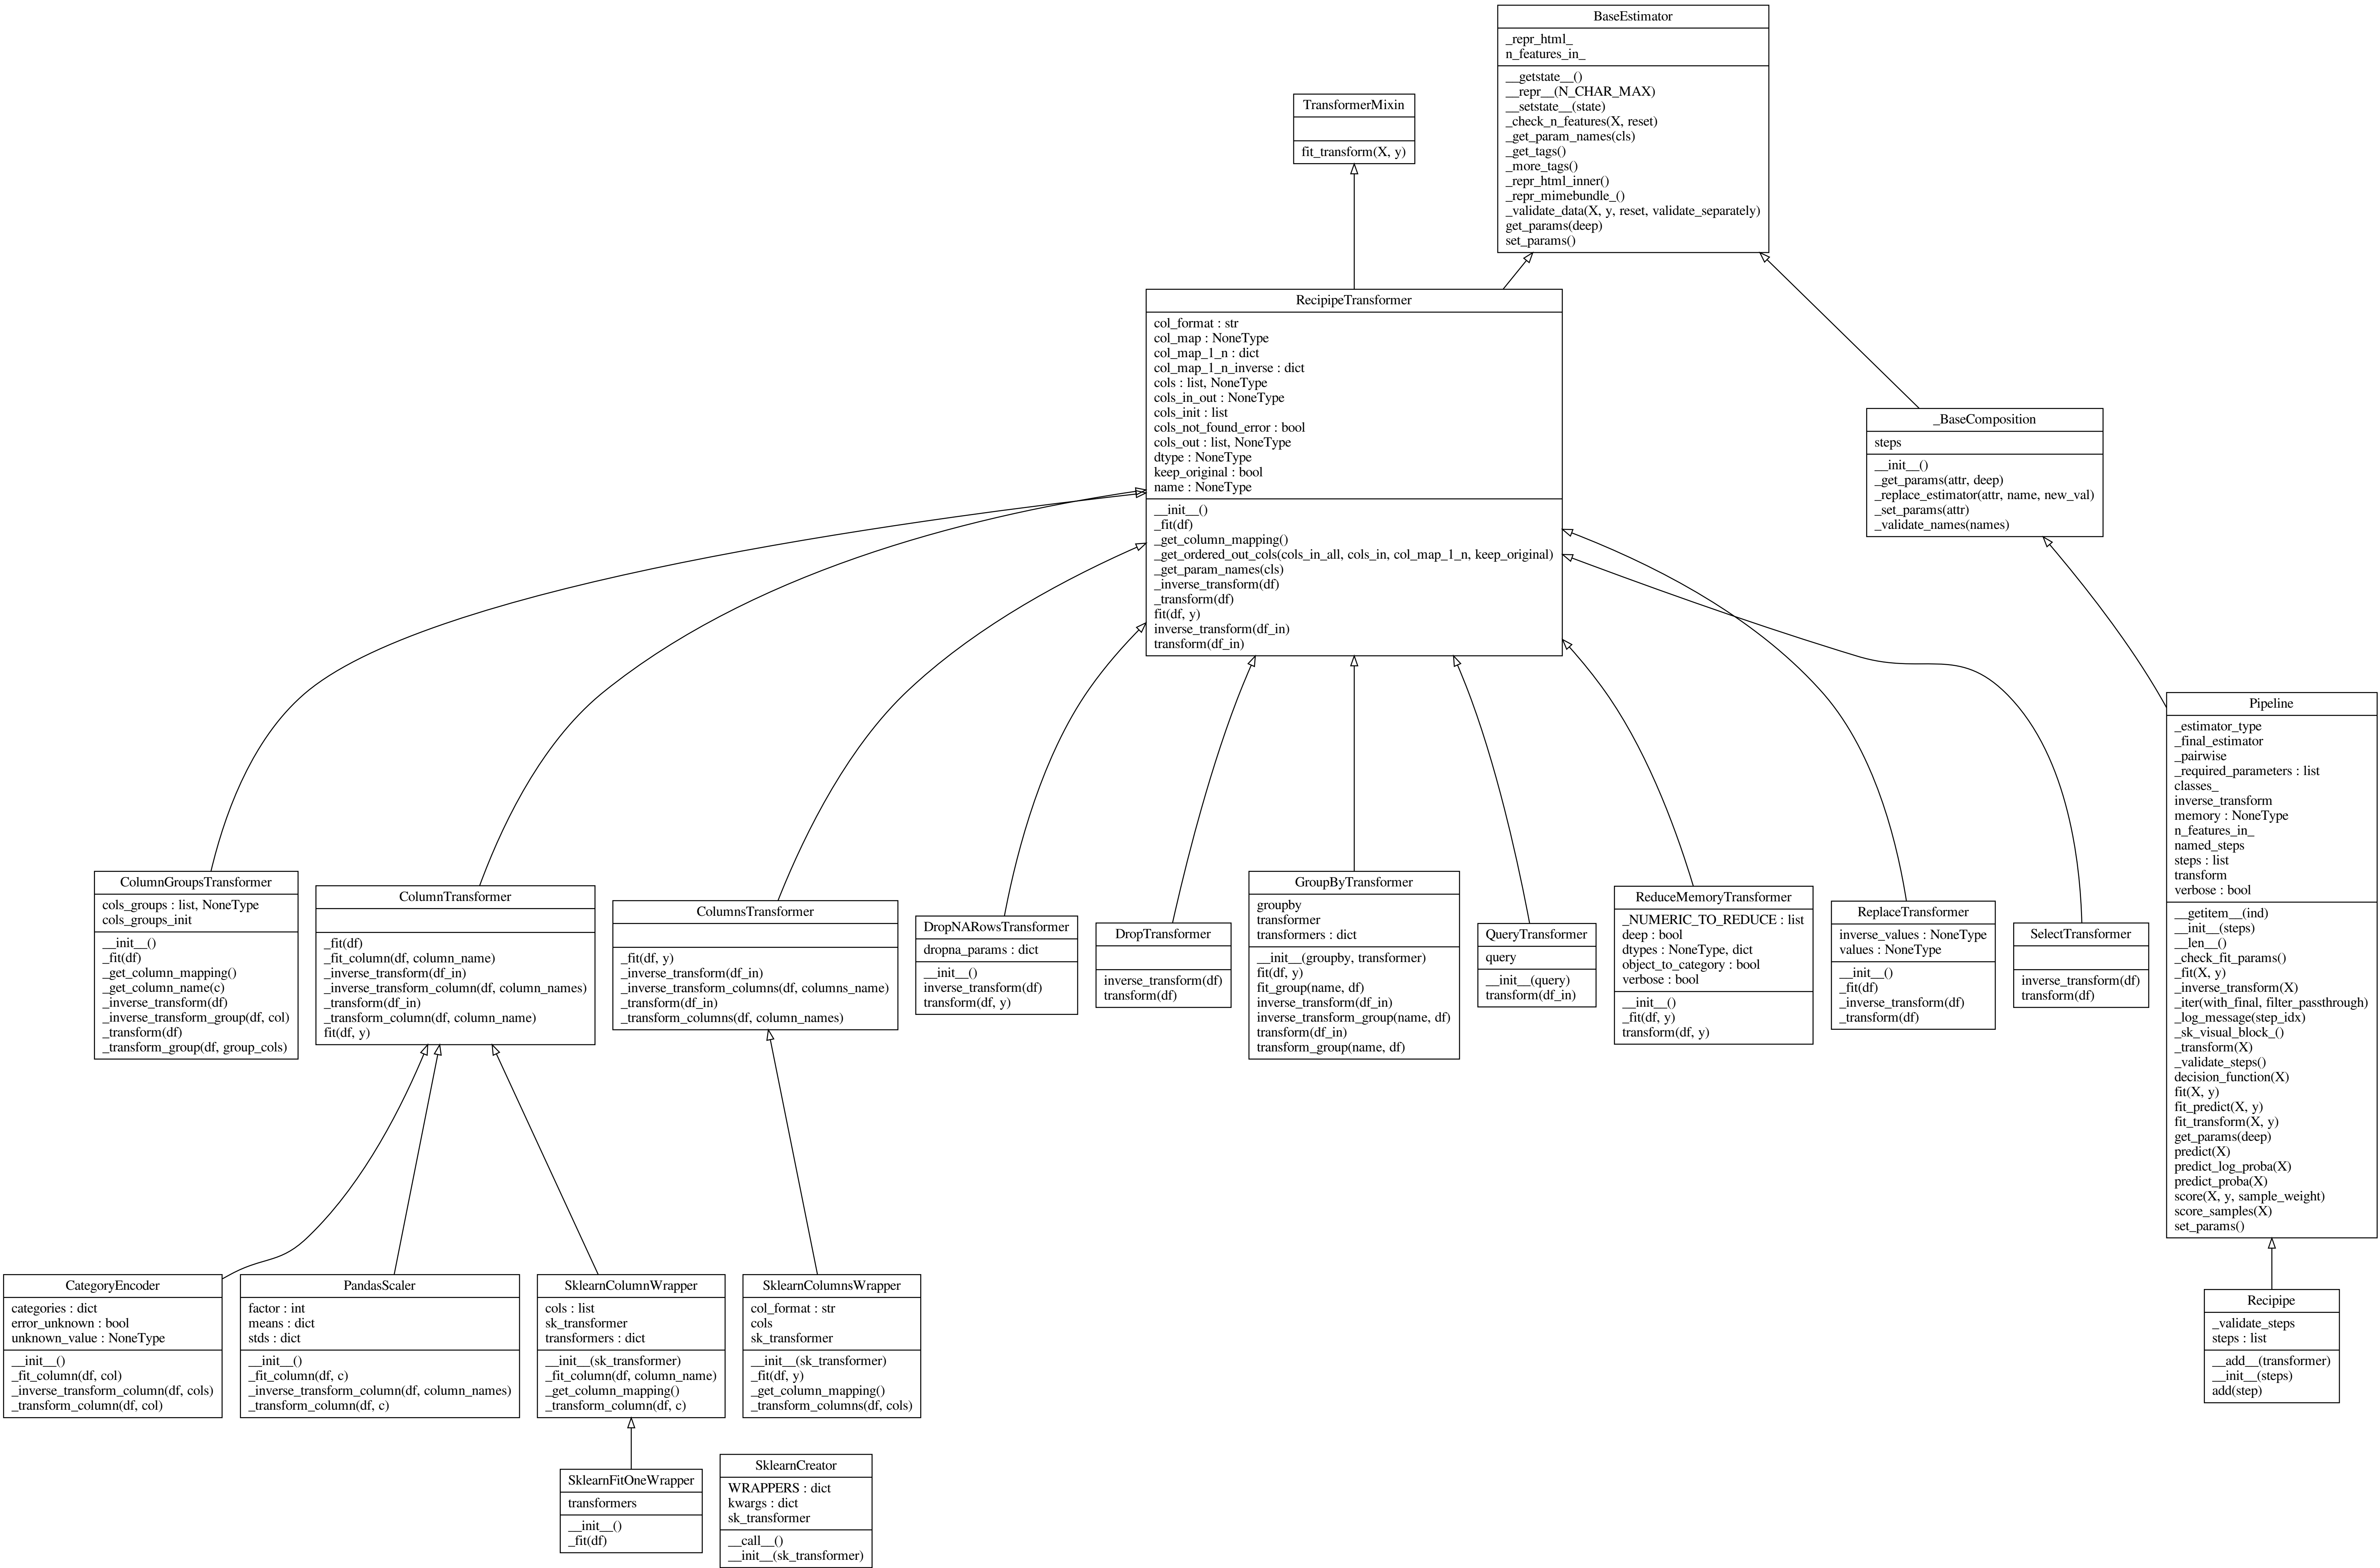 BaseEstimator
_repr_html_
n_features_in_
__getstate__()
__repr__(N_CHAR_MAX)
__setstate__(state)
_check_n_features(X, reset)
_get_param_names(cls)
_get_tags()
_more_tags()
_repr_html_inner()
_repr_mimebundle_()
_validate_data(X, y, reset, validate_separately)
get_params(deep)
set_params()
TransformerMixin
fit_transform(X, y)
RecipipeTransformer
col_format : str
col_map : NoneType
col_map_1_n : dict
col_map_1_n_inverse : dict
cols : list, NoneType
cols_in_out : NoneType
cols_init : list
cols_not_found_error : bool
cols_out : list, NoneType
dtype : NoneType
keep_original : bool
name : NoneType
__init__()
_fit(df)
_get_column_mapping()
_get_ordered_out_cols(cols_in_all, cols_in, col_map_1_n, keep_original)
_get_param_names(cls)
_inverse_transform(df)
_transform(df)
fit(df, y)
inverse_transform(df_in)
transform(df_in)
_BaseComposition
steps
__init__()
_get_params(attr, deep)
_replace_estimator(attr, name, new_val)
_set_params(attr)
_validate_names(names)
Pipeline
_estimator_type
_final_estimator
_pairwise
_required_parameters : list
classes_
inverse_transform
memory : NoneType
n_features_in_
named_steps
steps : list
transform
verbose : bool
__getitem__(ind)
__init__(steps)
__len__()
_check_fit_params()
_fit(X, y)
_inverse_transform(X)
_iter(with_final, filter_passthrough)
_log_message(step_idx)
_sk_visual_block_()
_transform(X)
_validate_steps()
decision_function(X)
fit(X, y)
fit_predict(X, y)
fit_transform(X, y)
get_params(deep)
predict(X)
predict_log_proba(X)
predict_proba(X)
score(X, y, sample_weight)
score_samples(X)
set_params()
ColumnGroupsTransformer
cols_groups : list, NoneType
cols_groups_init
__init__()
_fit(df)
_get_column_mapping()
_get_column_name(c)
_inverse_transform(df)
_inverse_transform_group(df, col)
_transform(df)
_transform_group(df, group_cols)
ColumnTransformer
_fit(df)
_fit_column(df, column_name)
_inverse_transform(df_in)
_inverse_transform_column(df, column_names)
_transform(df_in)
_transform_column(df, column_name)
fit(df, y)
ColumnsTransformer
_fit(df, y)
_inverse_transform(df_in)
_inverse_transform_columns(df, columns_name)
_transform(df_in)
_transform_columns(df, column_names)
DropNARowsTransformer
dropna_params : dict
__init__()
inverse_transform(df)
transform(df, y)
DropTransformer
inverse_transform(df)
transform(df)
GroupByTransformer
groupby
transformer
transformers : dict
__init__(groupby, transformer)
fit(df, y)
fit_group(name, df)
inverse_transform(df_in)
inverse_transform_group(name, df)
transform(df_in)
transform_group(name, df)
QueryTransformer
query
__init__(query)
transform(df_in)
ReduceMemoryTransformer
_NUMERIC_TO_REDUCE : list
deep : bool
dtypes : NoneType, dict
object_to_category : bool
verbose : bool
__init__()
_fit(df, y)
transform(df, y)
ReplaceTransformer
inverse_values : NoneType
values : NoneType
__init__()
_fit(df)
_inverse_transform(df)
_transform(df)
SelectTransformer
inverse_transform(df)
transform(df)
CategoryEncoder
categories : dict
error_unknown : bool
unknown_value : NoneType
__init__()
_fit_column(df, col)
_inverse_transform_column(df, cols)
_transform_column(df, col)
PandasScaler
factor : int
means : dict
stds : dict
__init__()
_fit_column(df, c)
_inverse_transform_column(df, column_names)
_transform_column(df, c)
SklearnColumnWrapper
cols : list
sk_transformer
transformers : dict
__init__(sk_transformer)
_fit_column(df, column_name)
_get_column_mapping()
_transform_column(df, c)
SklearnColumnsWrapper
col_format : str
cols
sk_transformer
__init__(sk_transformer)
_fit(df, y)
_get_column_mapping()
_transform_columns(df, cols)
Recipipe
_validate_steps
steps : list
__add__(transformer)
__init__(steps)
add(step)
SklearnFitOneWrapper
transformers
__init__()
_fit(df)
SklearnCreator
WRAPPERS : dict
kwargs : dict
sk_transformer
__call__()
__init__(sk_transformer)